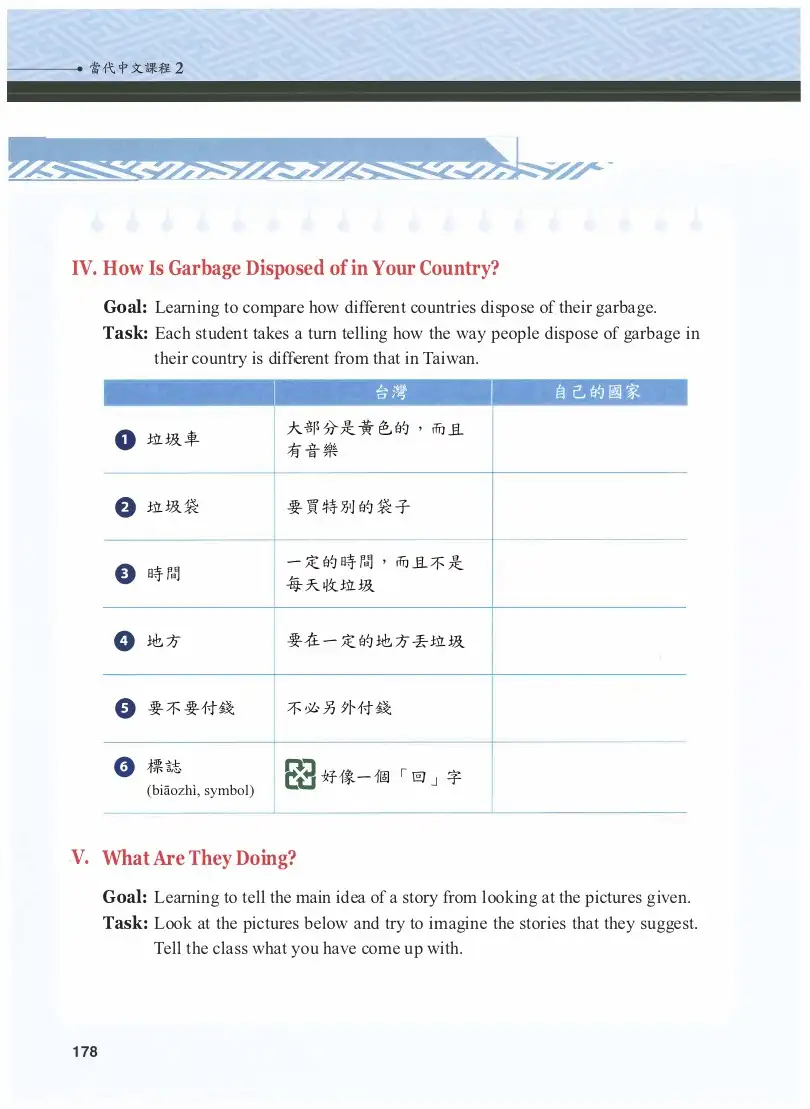 當代中文課程 2
IV. How Is Garbage Disposed of in Your Country?
Goal: Learning to compare how different countries dispose of their garbage.
Task: Each student takes a turn telling how the way people dispose of garbage in
their country is different from that in Taiwan.
台灣 自己的國家
1 垃圾車 大部分是黃色的，而且
有音樂
2 垃圾袋 要買特別的袋子
3 時間 一定的時間，而且不是
每天收垃圾
4 地方 要在一定的地方丟垃圾
5 要不要付錢 不必另外付錢
6 標誌 好像一個「回」字
(biāozhì, symbol)
V. What Are They Doing?
Goal: Learning to tell the main idea of a story from looking at the pictures given.
Task: Look at the pictures below and try to imagine the stories that they suggest.
Tell the class what you have come up with.
178